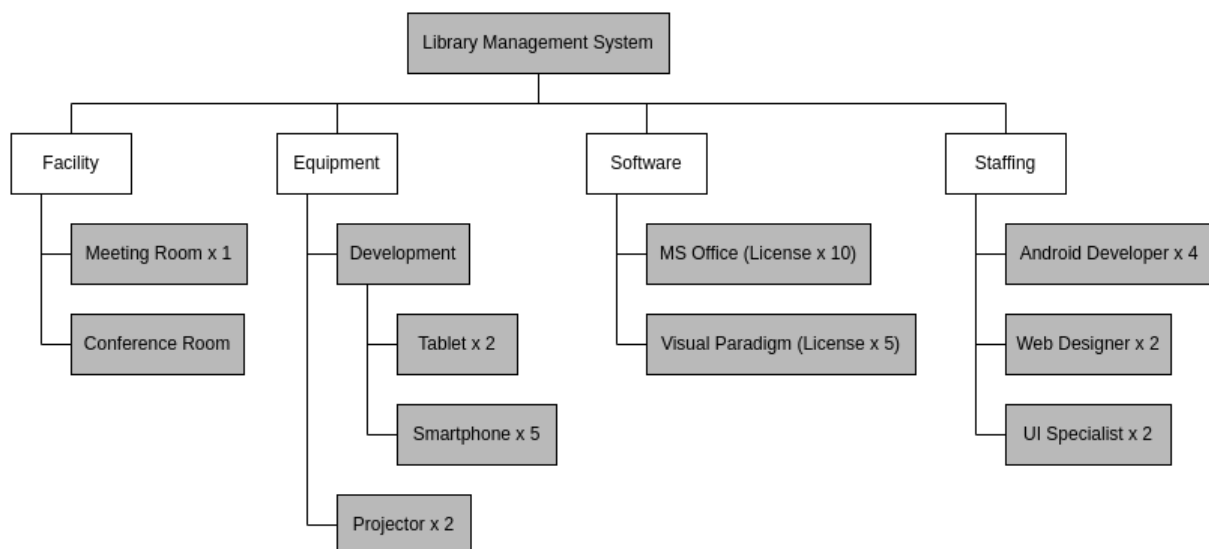 Library Management System
Facility
Equipment
Software
Staffing
Meeting Room x 1
Development
MS Office (License x 10)
Android Developer x 4
Conference Room
Tablet x 2
Visual Paradigm (License x 5)
Web Designer x 2
Smartphone x 5
UI Specialist x 2
Projector x 2